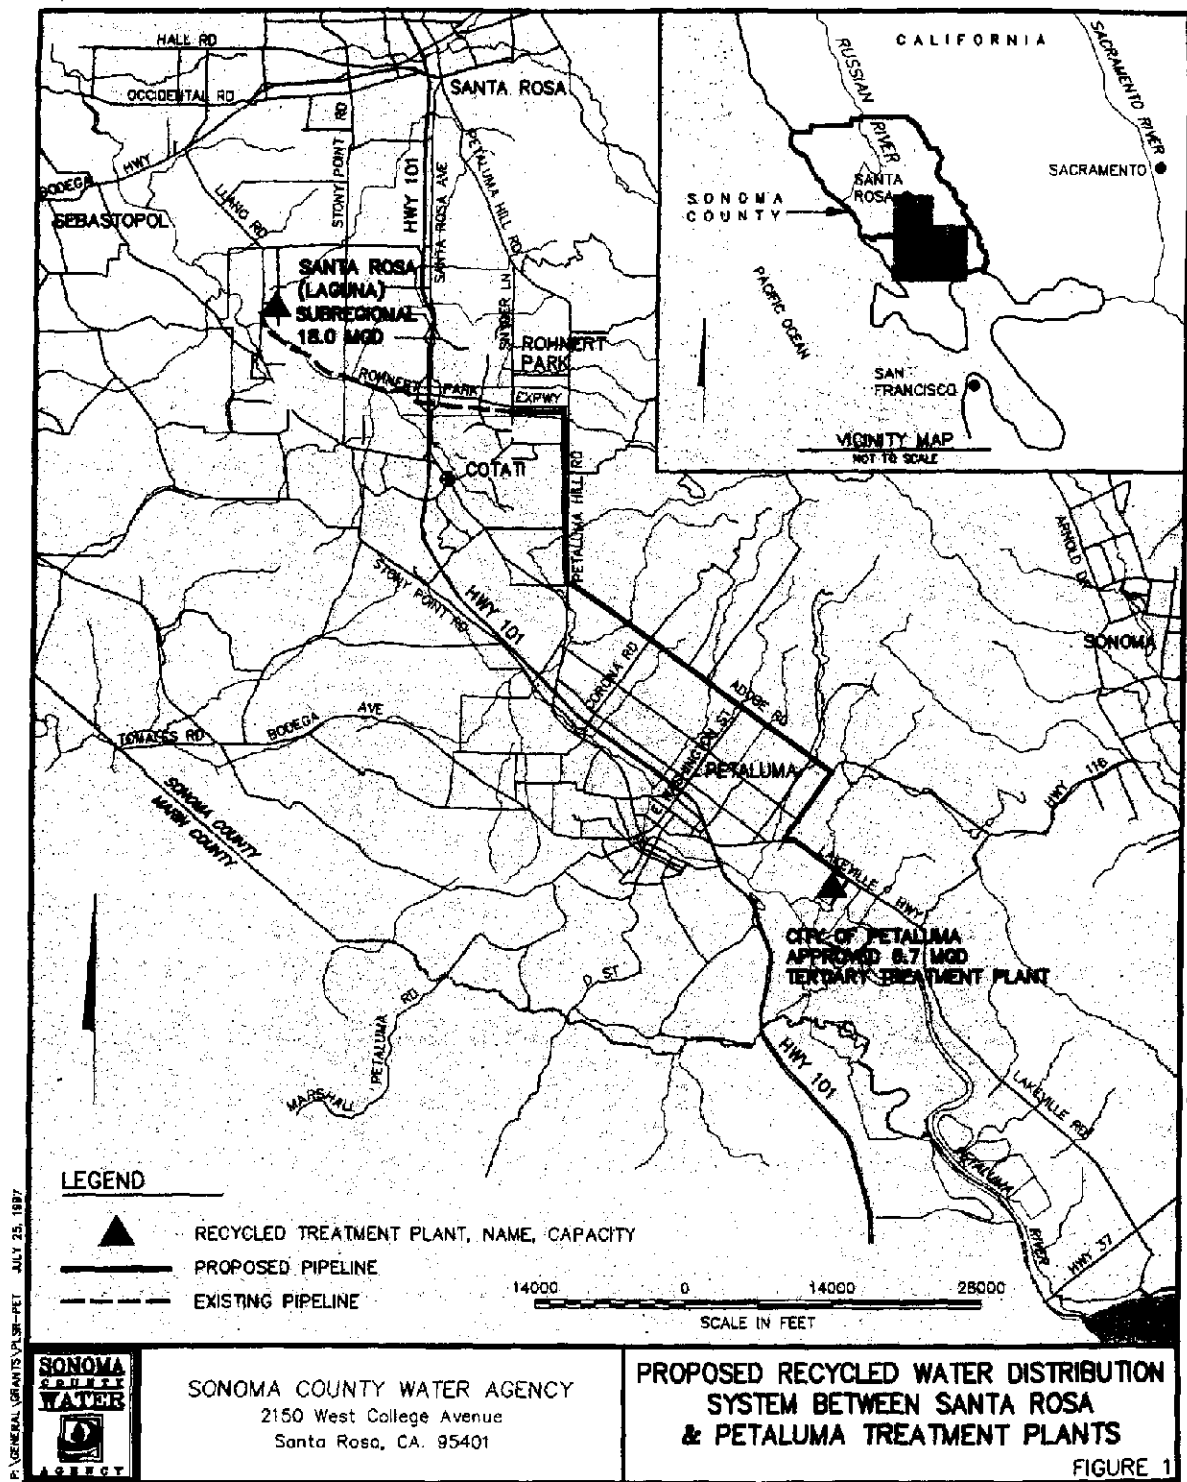 HALL RD
OCCIDENTAL RD
SANTA ROSA
STONY POINT RD
HWY 101
SANTA ROSA AVE
PETALUMA HILL RD
BODEGA HWY
SEBASTOPOL
LLANO RD
SANTA ROSA
(LAGUNA)
SUBREGIONAL
18.0 MGD
SNYDER LN
ROHNERT
PARK
ROHNERT PARK EXPWY
COTATI
PETALUMA HILL RD
STONY POINT RD
HWY 101
CORONA RD
ADOBE RD
E. WASHINGTON ST
PETALUMA
ARNOLD DR
SONOMA
HWY 116
TOMALES RD
BODEGA AVE
SONOMA COUNTY
MARIN COUNTY
LAKEVILLE HWY
CITY OF PETALUMA
APPROVED 6.7 MGD
TERTIARY TREATMENT PLANT
D ST
MARSHALL PETALUMA RD
HWY 101
LAKEVILLE RD
PETALUMA RIVER
HWY 37
CALIFORNIA
RUSSIAN RIVER
SACRAMENTO RIVER
SACRAMENTO
SANTA
ROSA
SONOMA
COUNTY
PACIFIC OCEAN
SAN
FRANCISCO
VICINITY MAP
NOT TO SCALE
LEGEND
RECYCLED TREATMENT PLANT, NAME, CAPACITY
PROPOSED PIPELINE
EXISTING PIPELINE
14000 0 14000 28000
SCALE IN FEET
JULY 25, 1997
SONOMA
COUNTY
WATER
AGENCY
SONOMA COUNTY WATER AGENCY
2150 West College Avenue
Santa Rosa, CA. 95401
PROPOSED RECYCLED WATER DISTRIBUTION
SYSTEM BETWEEN SANTA ROSA
& PETALUMA TREATMENT PLANTS
FIGURE 1